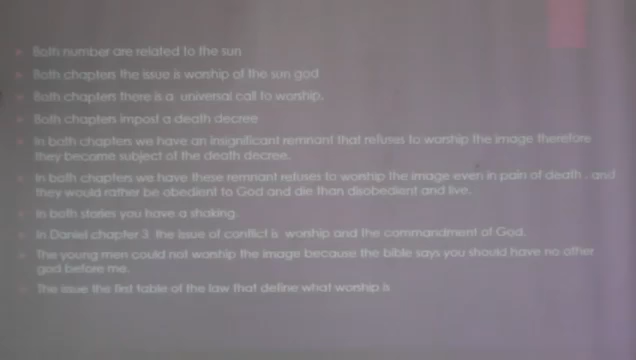 Both number are related to the sun
Both chapters the issue is worship of the sun god
Both chapters there is a universal call to worship.
Both chapters impost a death decree
In both chapters we have an insignificant remnant that refuses to worship the image therefore
they become subject of the death decree.
In both chapters we have these remnant refuses to worship the image even in pain of death . and
they would rather be obedient to God and die than disobedient and live.
In both stories you have a shaking.
In Daniel chapter 3 the issue of conflict is worship and the commandment of God.
The young men could not worship the image because the bible says you should have no other
god before me.
The issue the first table of the law that define what worship is